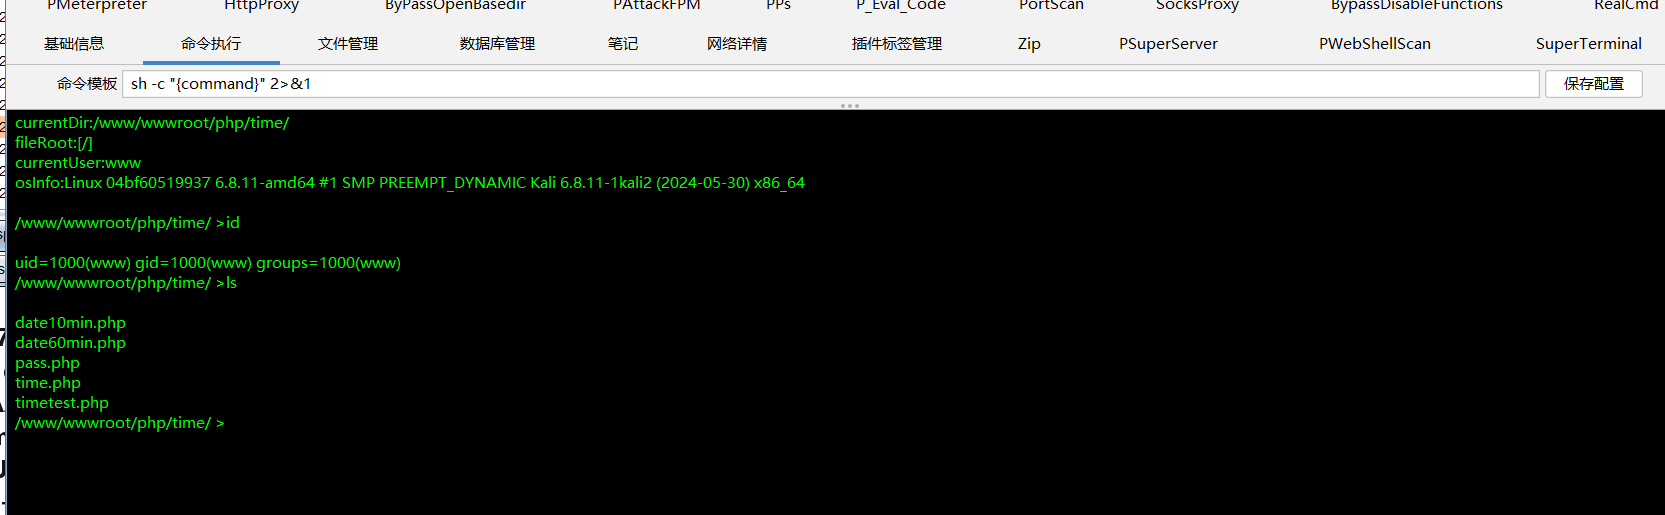 PMeterpreter HttpProxy ByPassOpenBasedir PAttackFPM PPs P_Eval_Code PortScan SocksProxy BypassDisableFunctions RealCmd
基础信息 命令执行 文件管理 数据库管理 笔记 网络详情 插件标签管理 Zip PSuperServer PWebShellScan SuperTerminal
命令模板 sh -c "{command}" 2>&1 保存配置
currentDir:/www/wwwroot/php/time/
fileRoot:[/]
currentUser:www
osInfo:Linux 04bf60519937 6.8.11-amd64 #1 SMP PREEMPT_DYNAMIC Kali 6.8.11-1kali2 (2024-05-30) x86_64
/www/wwwroot/php/time/ >id
uid=1000(www) gid=1000(www) groups=1000(www)
/www/wwwroot/php/time/ >ls
date10min.php
date60min.php
pass.php
time.php
timetest.php
/www/wwwroot/php/time/ >